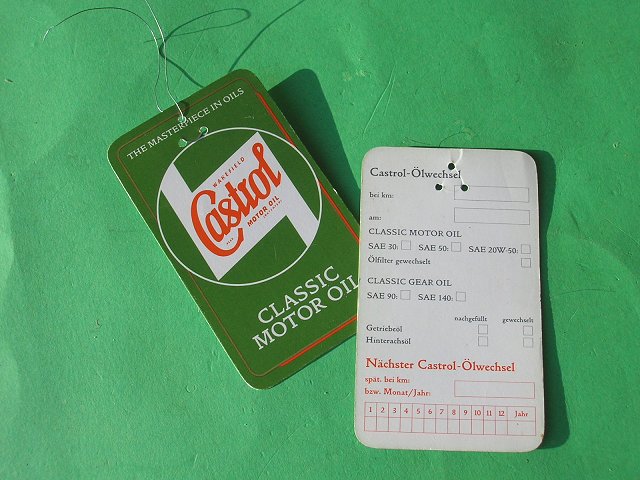 THE MASTERPIECE IN OILS
WAKEFIELD
Castrol
MOTOR OIL
CLASSIC
MOTOR OIL
Castrol-Ölwechsel
bei km:
am:
CLASSIC MOTOR OIL
SAE 30: SAE 50: SAE 20W-50:
Ölfilter gewechselt
CLASSIC GEAR OIL
SAE 90: SAE 140:
nachgefüllt gewechselt
Getriebeöl
Hinterachsöl
Nächster Castrol-Ölwechsel
spät. bei km:
bzw. Monat/Jahr:
1 2 3 4 5 6 7 8 9 10 11 12 Jahr